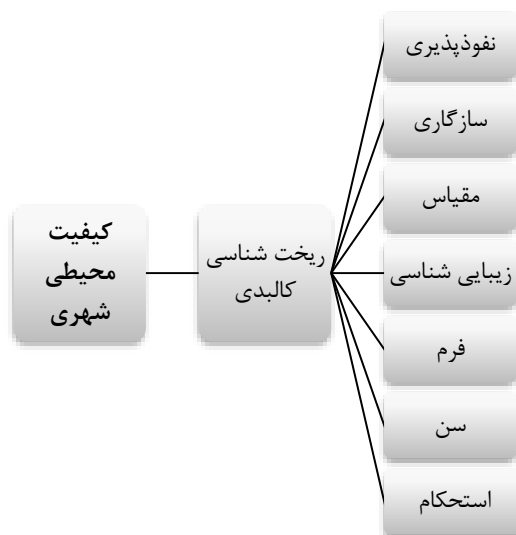 نفوذپذیری
سازگاری
مقیاس
زیبایی شناسی
فرم
سن
استحکام
ریخت شناسی
کالبدی
کیفیت
محیطی
شهری